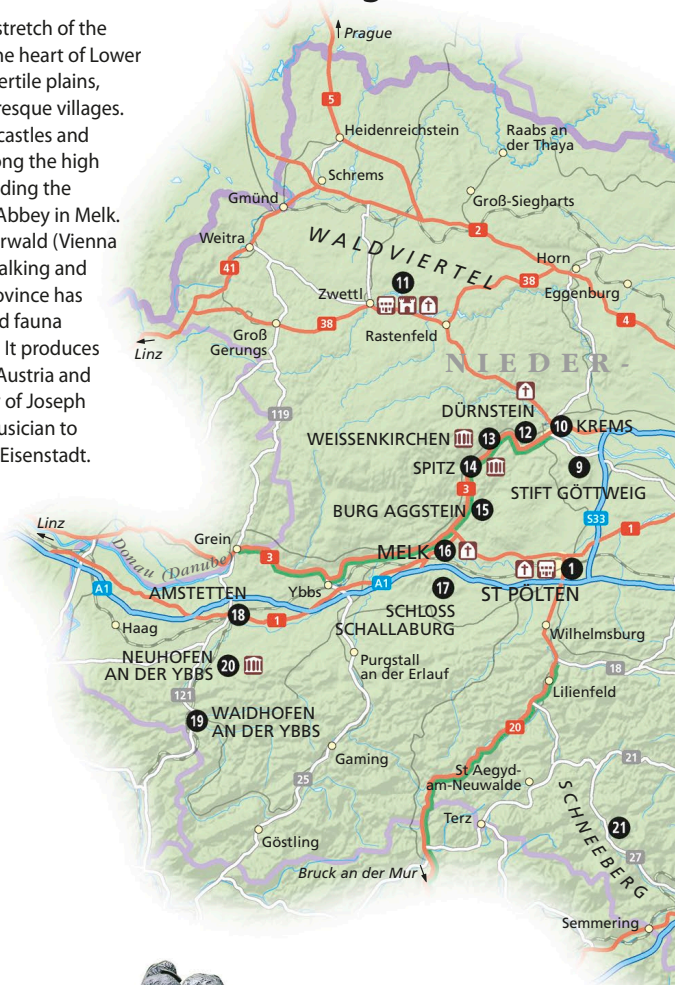 stretch of the
heart of Lower
ertile plains,
resque villages.
castles and
ong the high
ding the
Abbey in Melk.
rwald (Vienna
alking and
ovince has
d fauna
It produces
Austria and
of Joseph
usician to
Eisenstadt.
Prague
5
Heidenreichstein
Raabs an
der Thaya
Schrems
Groß-Siegharts
Gmünd
2
WALDVIERTEL
Weitra
41
Horn
38
11
Eggenburg
Zwettl
4
38
Rastenfeld
Groß
Gerungs
Linz
NIEDER-
119
DÜRNSTEIN
12
10 KREMS
WEISSENKIRCHEN 13
SPITZ 14
9
STIFT GÖTTWEIG
3
BURG AGGSTEIN 15
S33
1
Linz
Grein
3
MELK 16
Donau (Danube)
A1
Ybbs
A1
1
ST PÖLTEN
17
SCHLOSS
SCHALLABURG
AMSTETTEN
18
1
Haag
Wilhelmsburg
NEUHOFEN
AN DER YBBS
20
Purgstall
an der Erlauf
18
Lilienfeld
121
19
WAIDHOFEN
AN DER YBBS
20
Gaming
21
St Aegyd-
am-Neuwalde
25
SCHNEEBERG
Terz
21
Göstling
27
Bruck an der Mur
Semmering